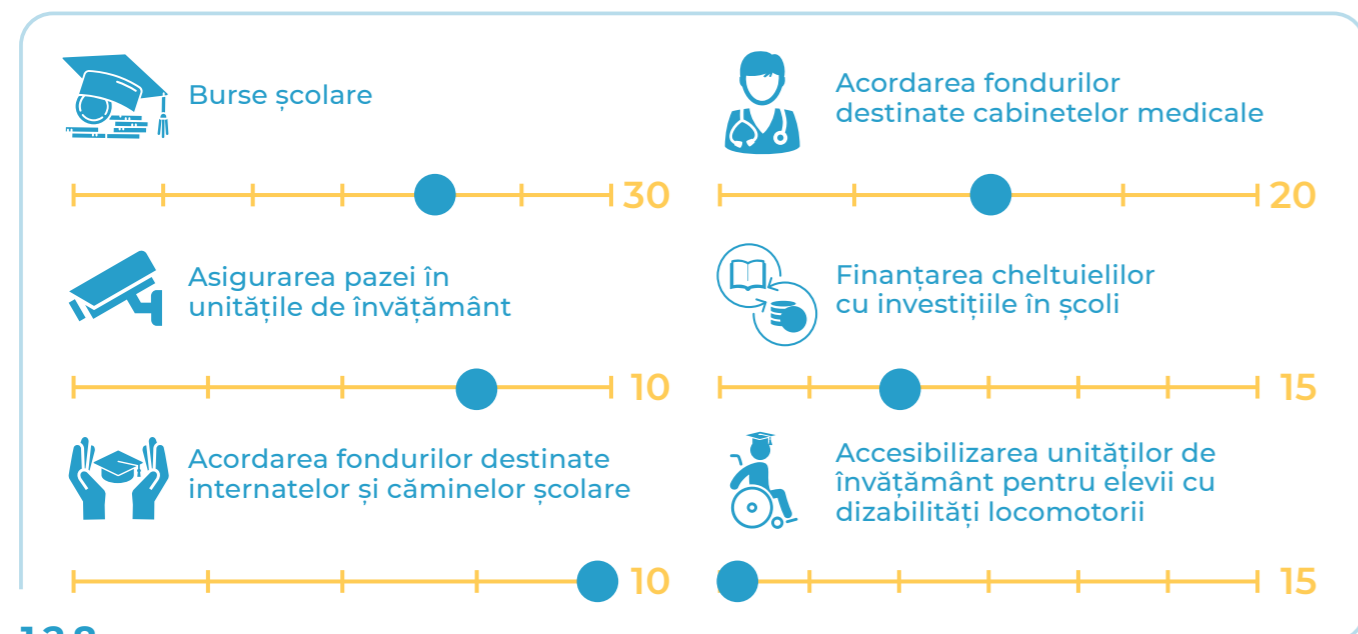 Burse școlare
30
Acordarea fondurilor
destinate cabinetelor medicale
20
Asigurarea pazei în
unitățile de învățământ
10
Finanțarea cheltuielilor
cu investițiile în școli
15
Acordarea fondurilor destinate
internatelor și căminelor școlare
10
Accesibilizarea unităților de
învățământ pentru elevii cu
dizabilități locomotorii
15